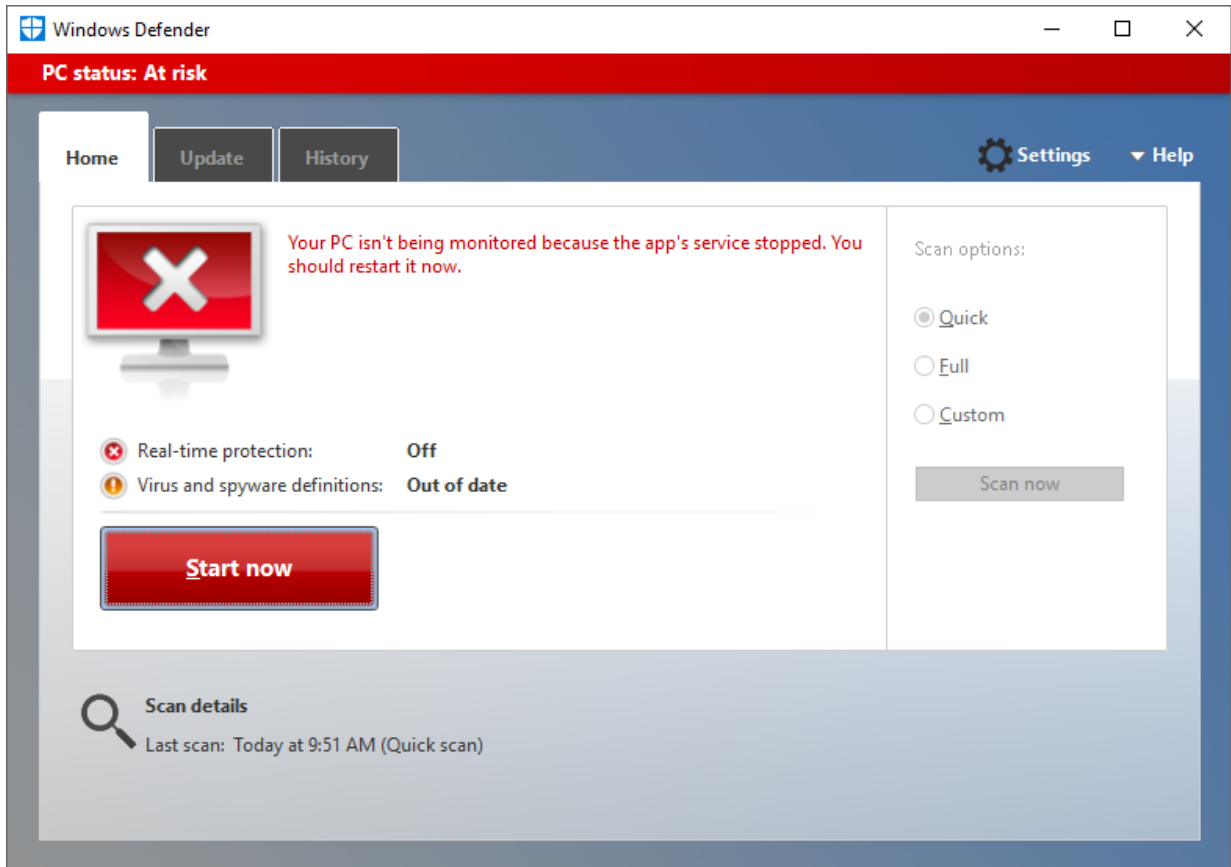 Windows Defender
PC status: At risk
Home
Update
History
Settings
Help
Your PC isn't being monitored because the app's service stopped. You
should restart it now.
Real-time protection: Off
Virus and spyware definitions: Out of date
Start now
Scan options:
Quick
Full
Custom
Scan now
Scan details
Last scan: Today at 9:51 AM (Quick scan)